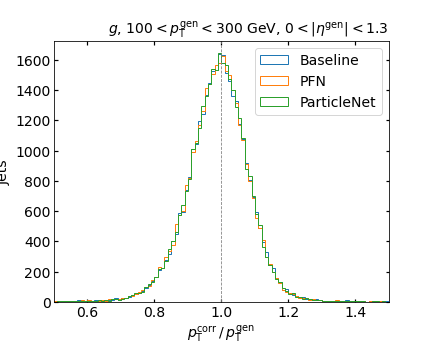 g, 100 < p_T^gen < 300 GeV, 0 < |η^gen| < 1.3
Baseline
PFN
ParticleNet
Jets
1600
1400
1200
1000
800
600
400
200
0
0.6 0.8 1.0 1.2 1.4
p_T^corr / p_T^gen